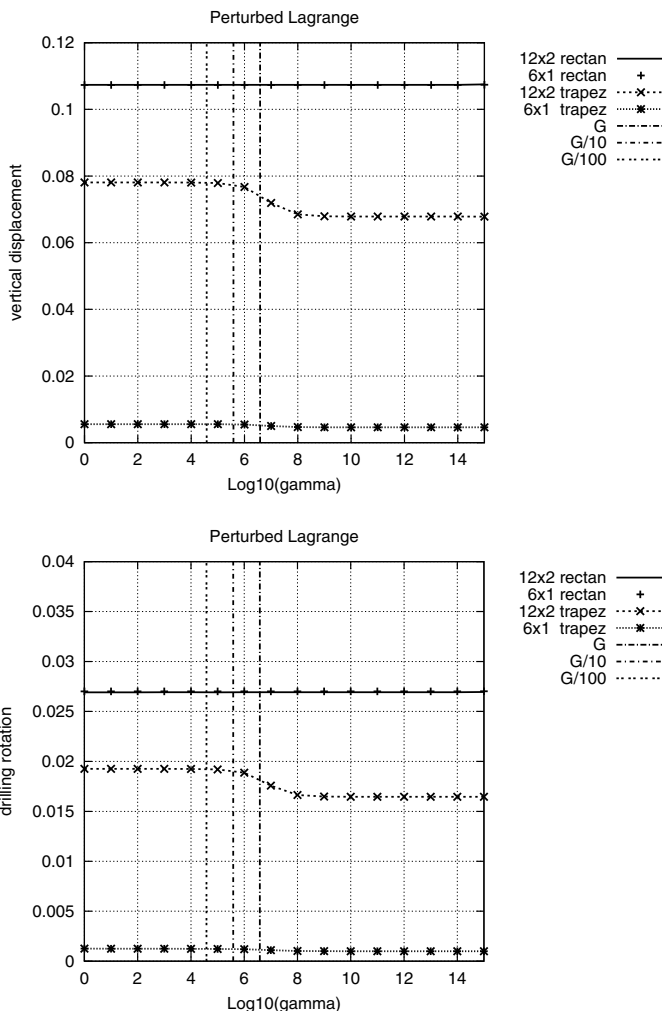 Perturbed Lagrange
0.12
0.1
0.08
0.06
0.04
0.02
0
vertical displacement
0 2 4 6 8 10 12 14
Log10(gamma)
12x2 rectan
6x1 rectan
12x2 trapez
6x1 trapez
G
G/10
G/100
Perturbed Lagrange
0.04
0.035
0.03
0.025
0.02
0.015
0.01
0.005
0
drilling rotation
0 2 4 6 8 10 12 14
Log10(gamma)
12x2 rectan
6x1 rectan
12x2 trapez
6x1 trapez
G
G/10
G/100